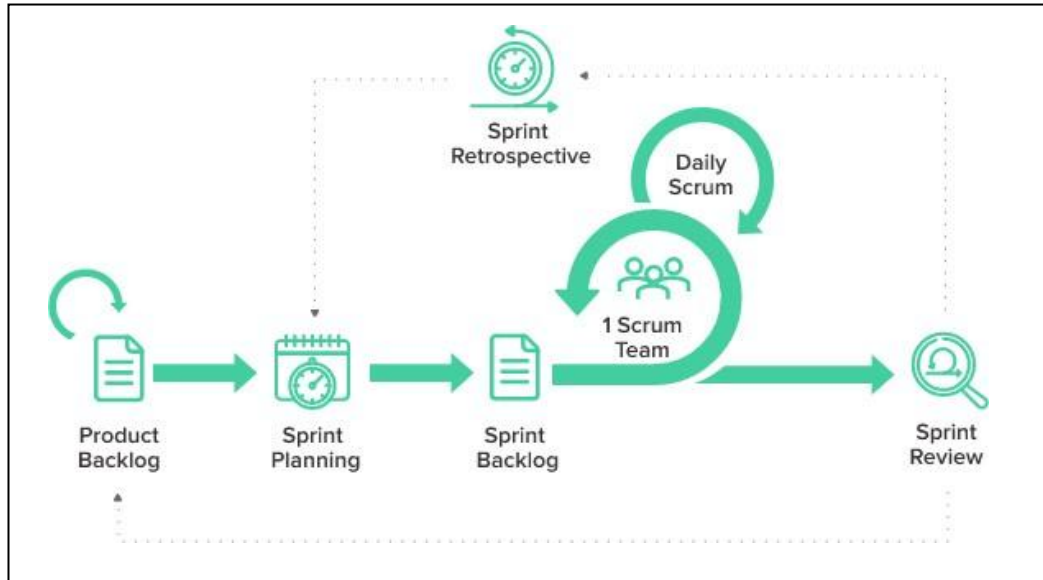 Sprint
Retrospective
Daily
Scrum
1 Scrum
Team
Product
Backlog
Sprint
Planning
Sprint
Backlog
Sprint
Review